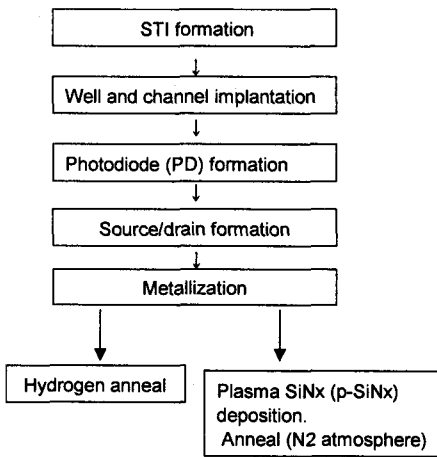 STI formation
Well and channel implantation
Photodiode (PD) formation
Source/drain formation
Metallization
Hydrogen anneal
Plasma SiNx (p-SiNx)
deposition.
Anneal (N2 atmosphere)